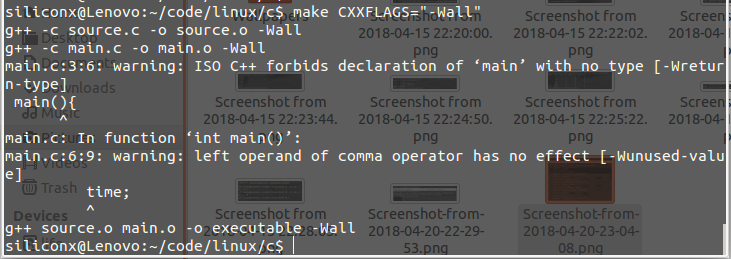 siliconx@Lenovo:~/code/linux/c$ make CXXFLAGS="-Wall"
g++ -c source.c -o source.o -Wall
g++ -c main.c -o main.o -Wall
main.c:3:6: warning: ISO C++ forbids declaration of ‘main’ with no type [-Wretur
n-type]
main(){
^
main.c: In function ‘int main()’:
main.c:6:9: warning: left operand of comma operator has no effect [-Wunused-valu
e]
time;
^
g++ source.o main.o -o executable -Wall
siliconx@Lenovo:~/code/linux/c$
Desktop
Downloads
Music
Videos
Trash
Devices
Wallpapers
Screenshot from
2018-04-15 22:20:00.
png
Screenshot from
2018-04-15 22:22:02.
png
Screenshot from
2018-04-15 22:23:44.
Screenshot from
2018-04-15 22:24:50.
png
Screenshot from
2018-04-15 22:25:22.
png
Screenshot from
Screenshot-from-
2018-04-20-22-29-
53.png
Screenshot-from-
2018-04-20-23-04-
08.png